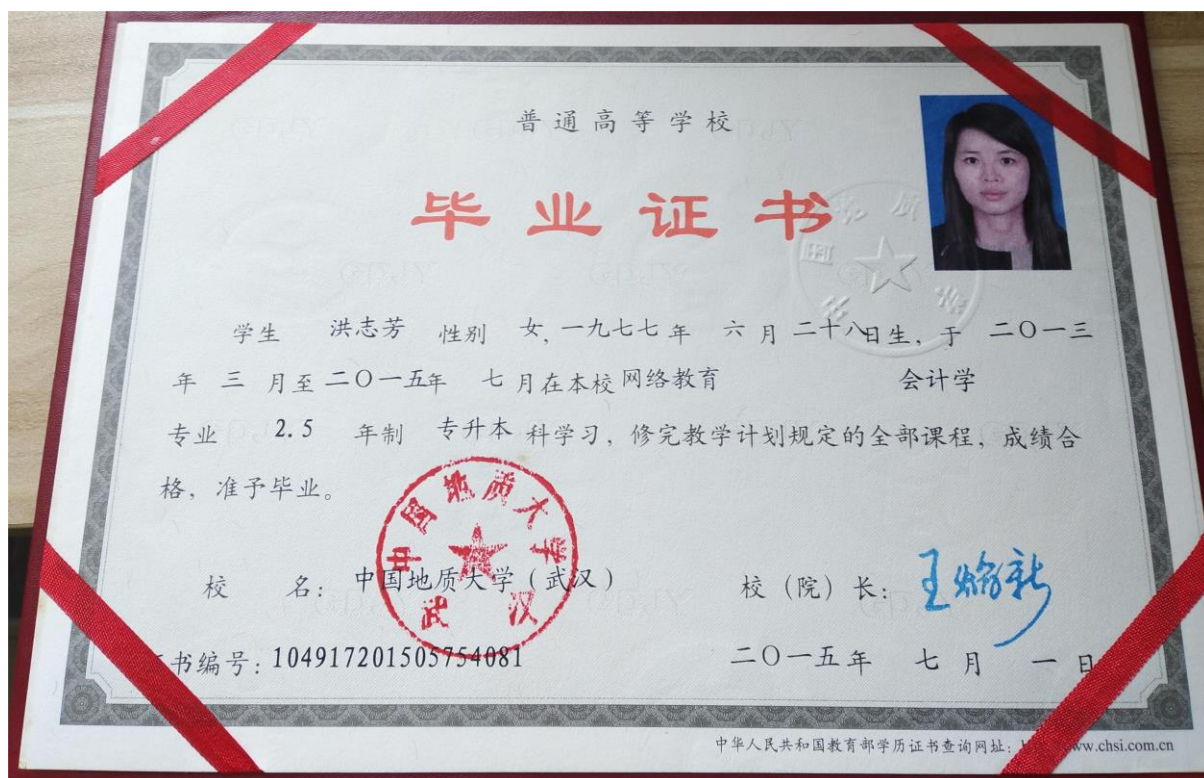 普通高等学校
毕业证书
学生 洪志芳 性别 女, 一九七七年 六月二十八日生, 于 二〇一三
年 三 月至二〇一五年 七 月在本校 网络教育 会计学
专业 2.5 年制 专升本 科学习, 修完教学计划规定的全部课程, 成绩合
格, 准予毕业。
中国地质大学
武汉
校 名: 中国地质大学 (武汉) 校 (院) 长: 王焰新
书编号: 104917201505754081 二〇一五年 七月 一日
中华人民共和国教育部学历证书查询网址: www.chsi.com.cn